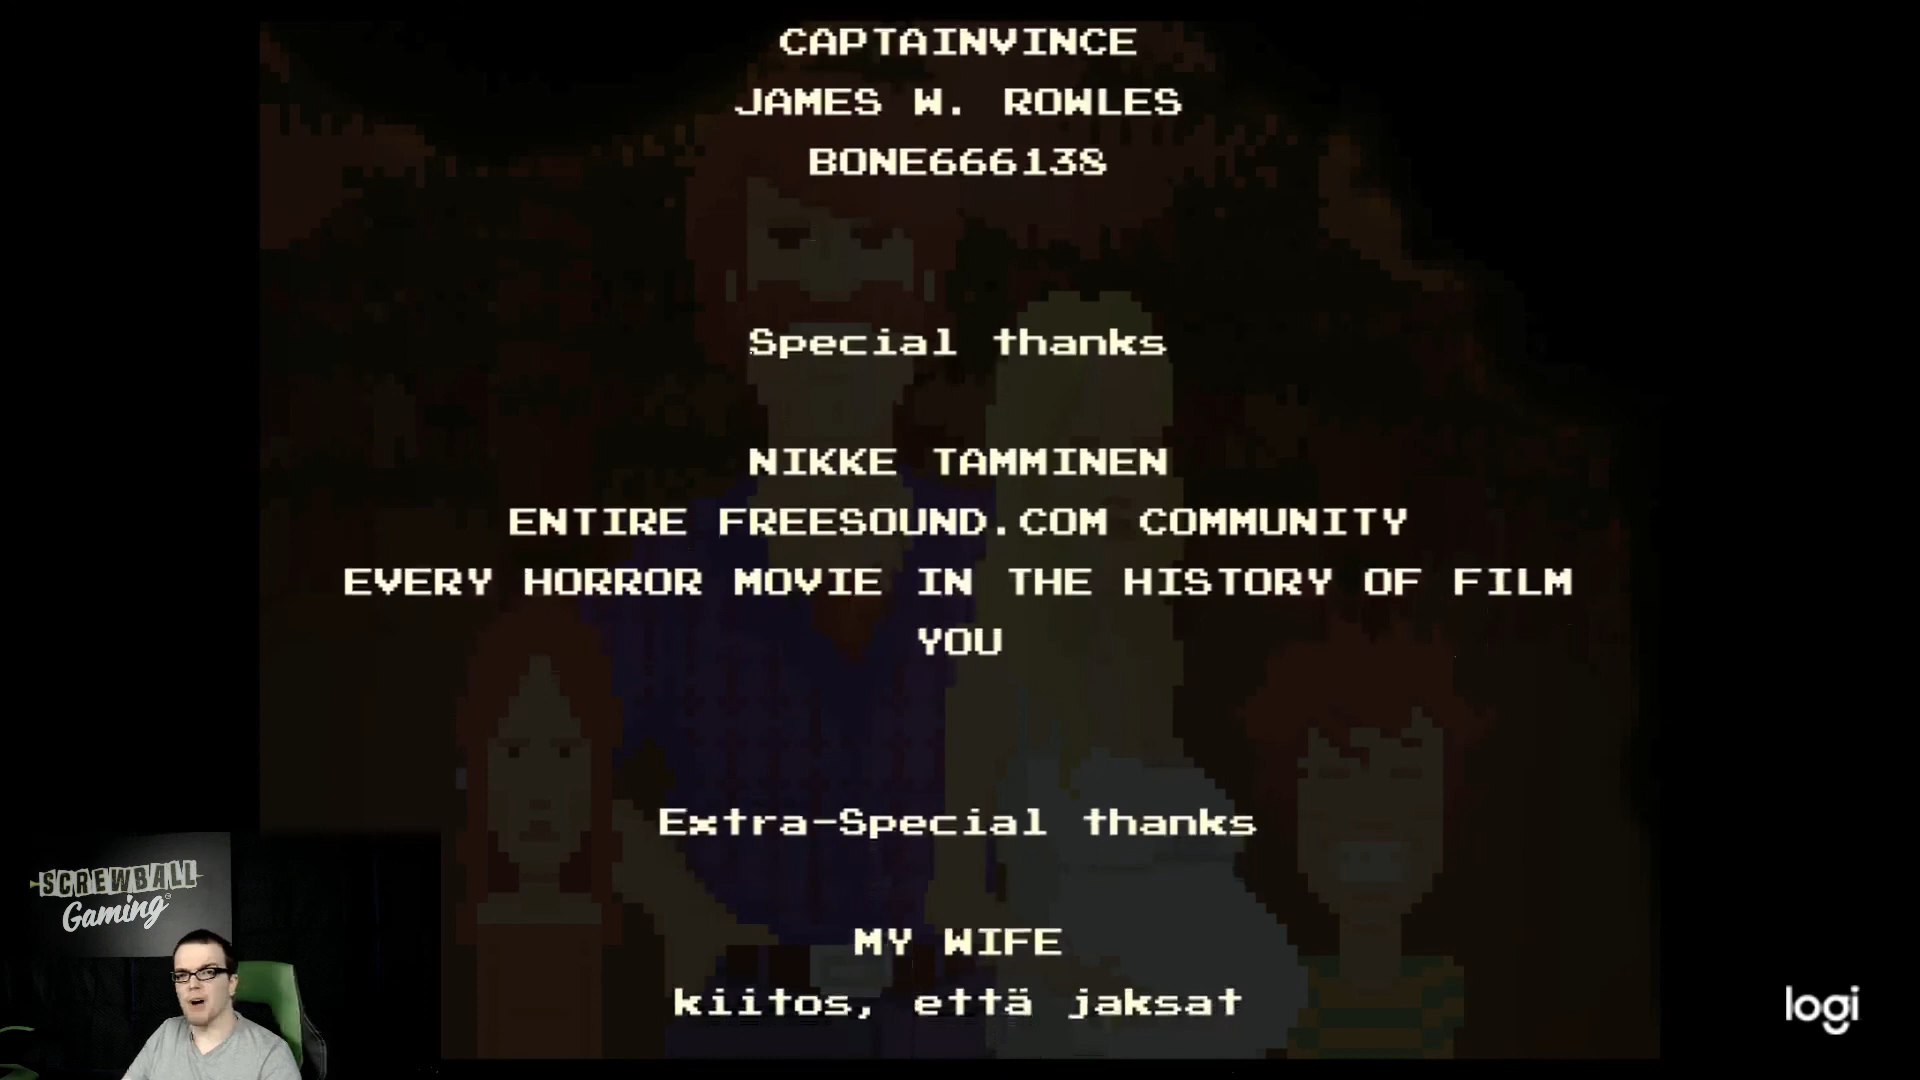 CAPTAINVINCE
JAMES W. ROWLES
BONE666138
Special thanks
NIKKE TAMMINEN
ENTIRE FREESOUND.COM COMMUNITY
EVERY HORROR MOVIE IN THE HISTORY OF FILM
YOU
Extra-Special thanks
MY WIFE
kiitos, että jaksat
SCREWBALL
Gaming
logi